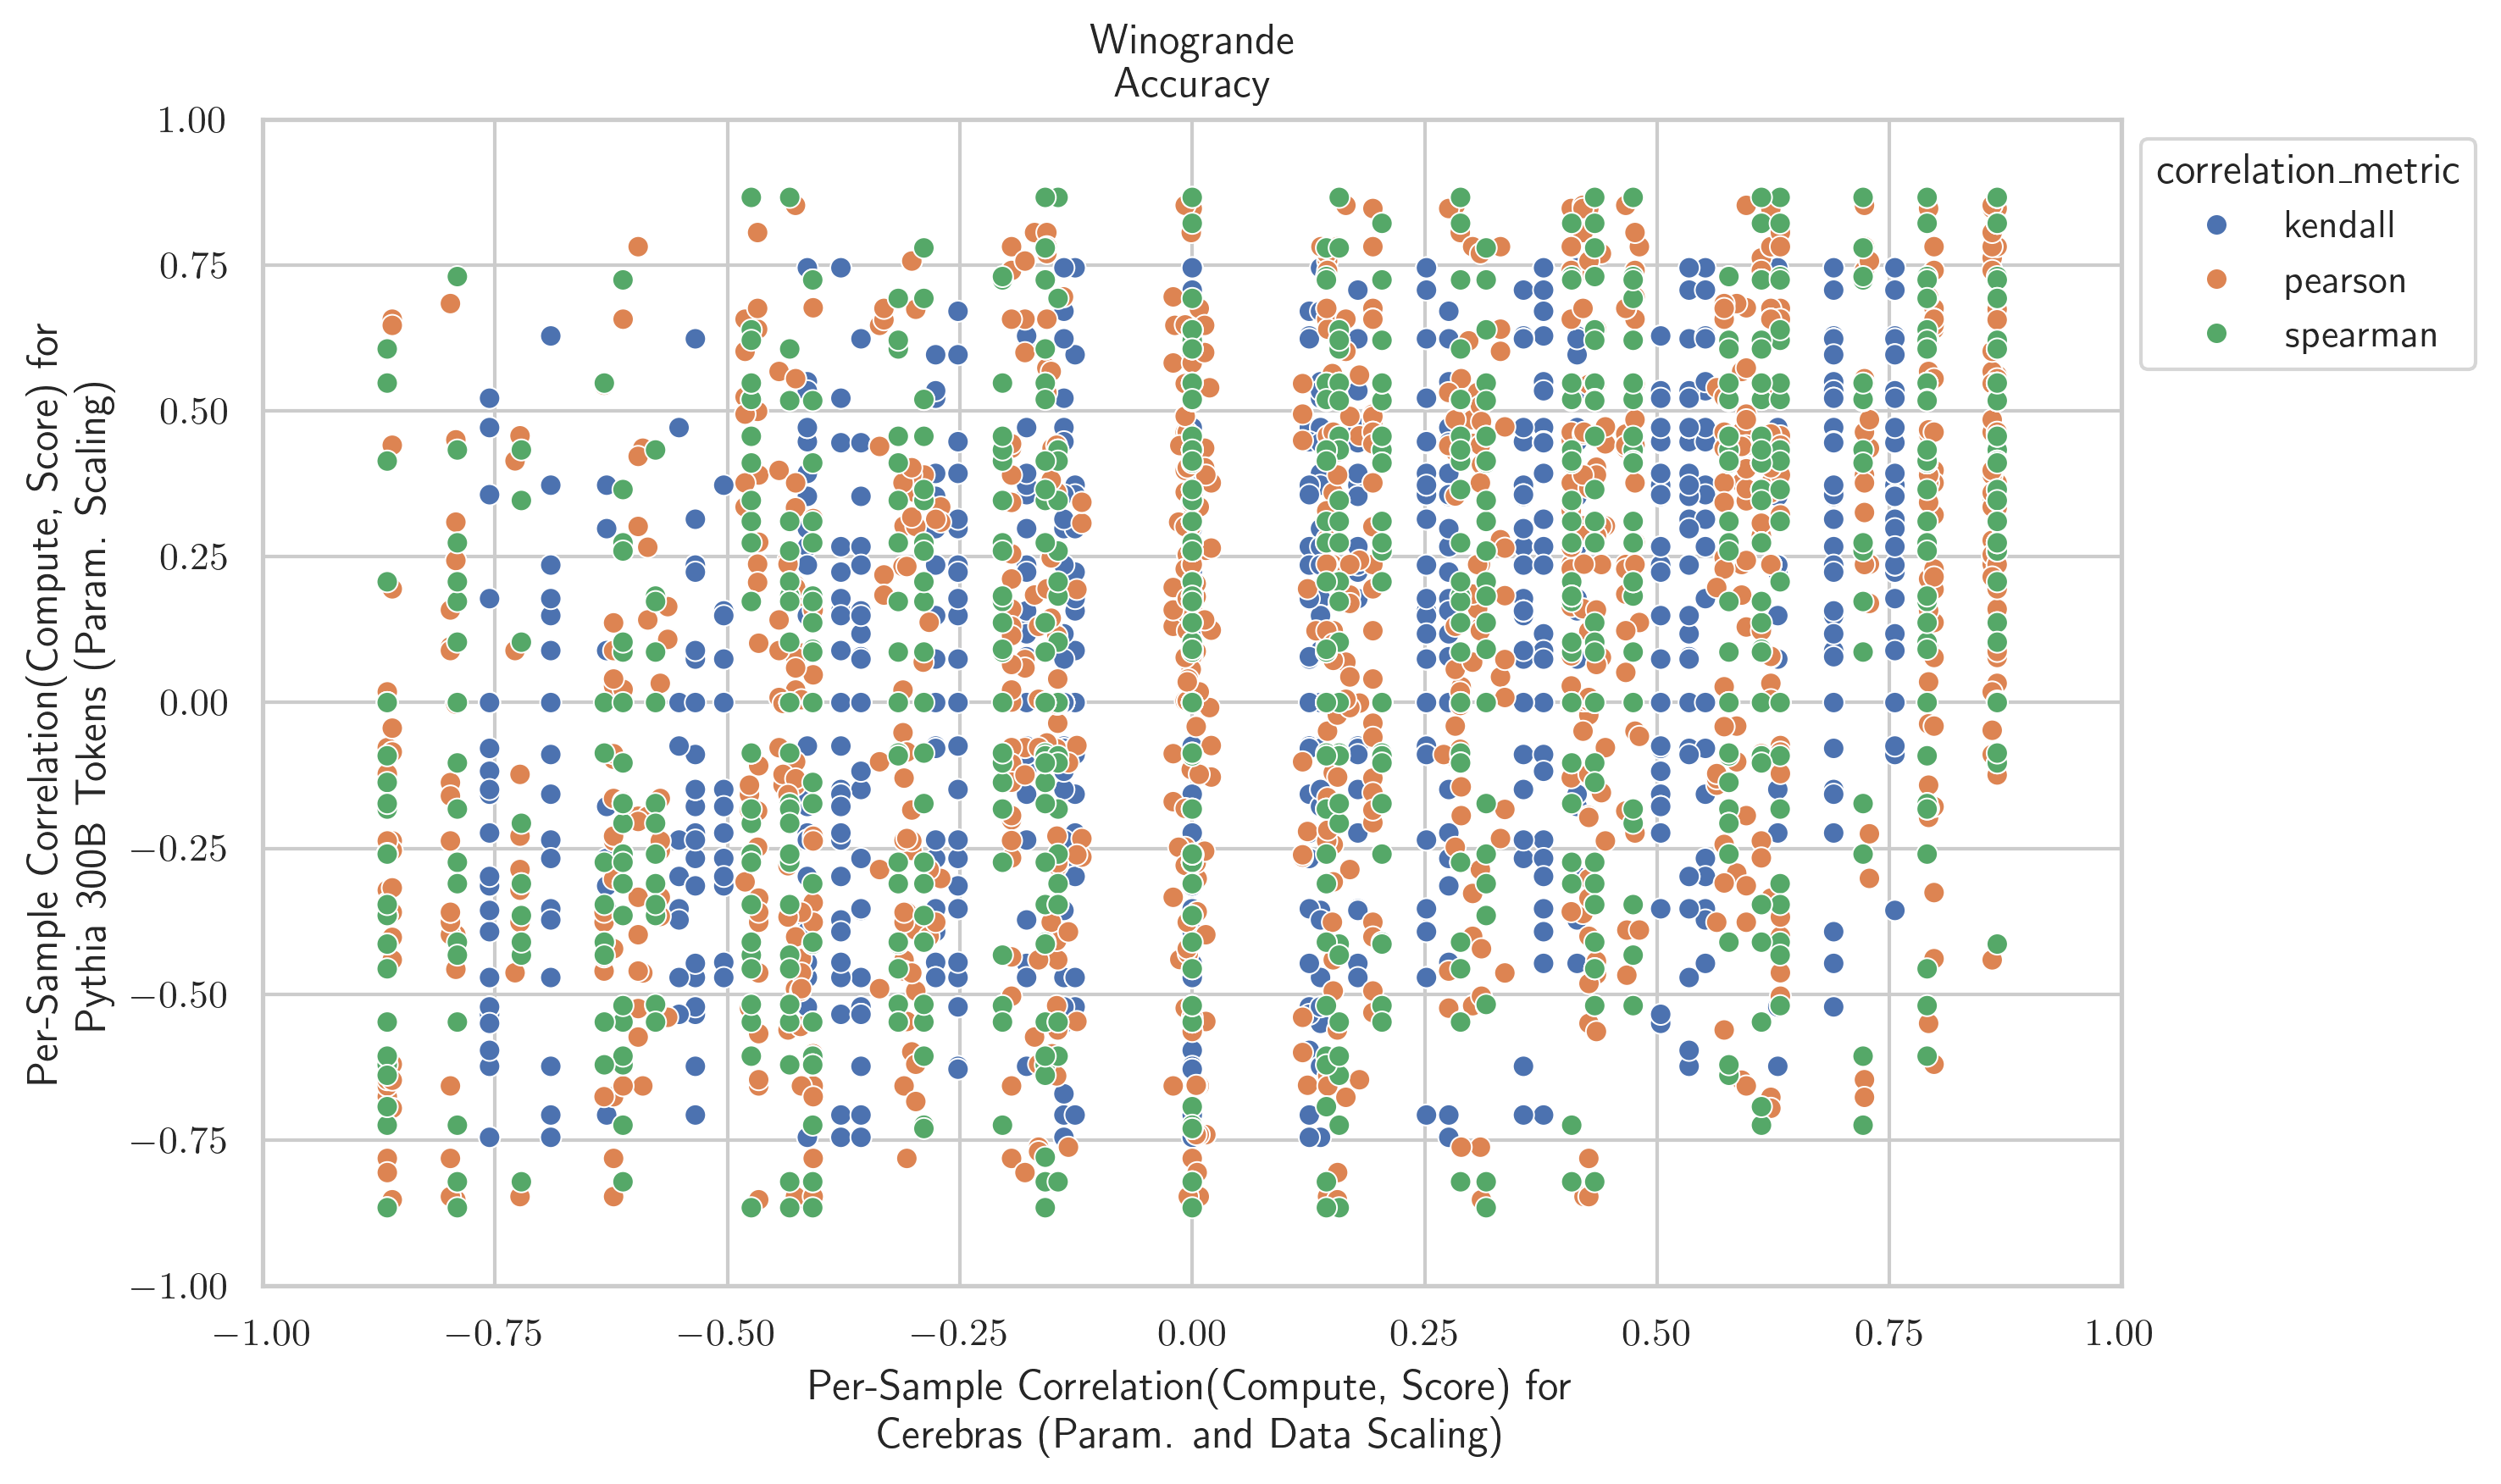 Winogrande
Accuracy
Per-Sample Correlation(Compute, Score) for
Pythia 300B Tokens (Param. Scaling)
1.00
0.75
0.50
0.25
0.00
−0.25
−0.50
−0.75
−1.00
−1.00
−0.75
−0.50
−0.25
0.00
0.25
0.50
0.75
1.00
Per-Sample Correlation(Compute, Score) for
Cerebras (Param. and Data Scaling)
correlation_metric
kendall
pearson
spearman